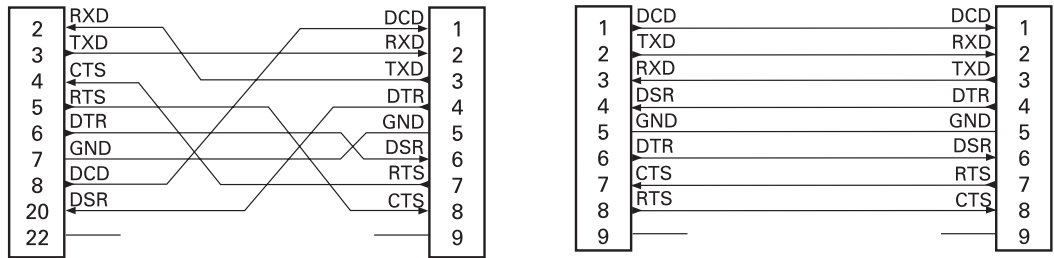 2 RXD DCD 1
3 TXD RXD 2
4 CTS TXD 3
5 RTS DTR 4
6 DTR GND 5
7 GND DSR 6
8 DCD RTS 7
20 DSR CTS 8
22 9
1 DCD DCD 1
2 TXD RXD 2
3 RXD TXD 3
4 DSR DTR 4
5 GND GND 5
6 DTR DSR 6
7 CTS RTS 7
8 RTS CTS 8
9 9